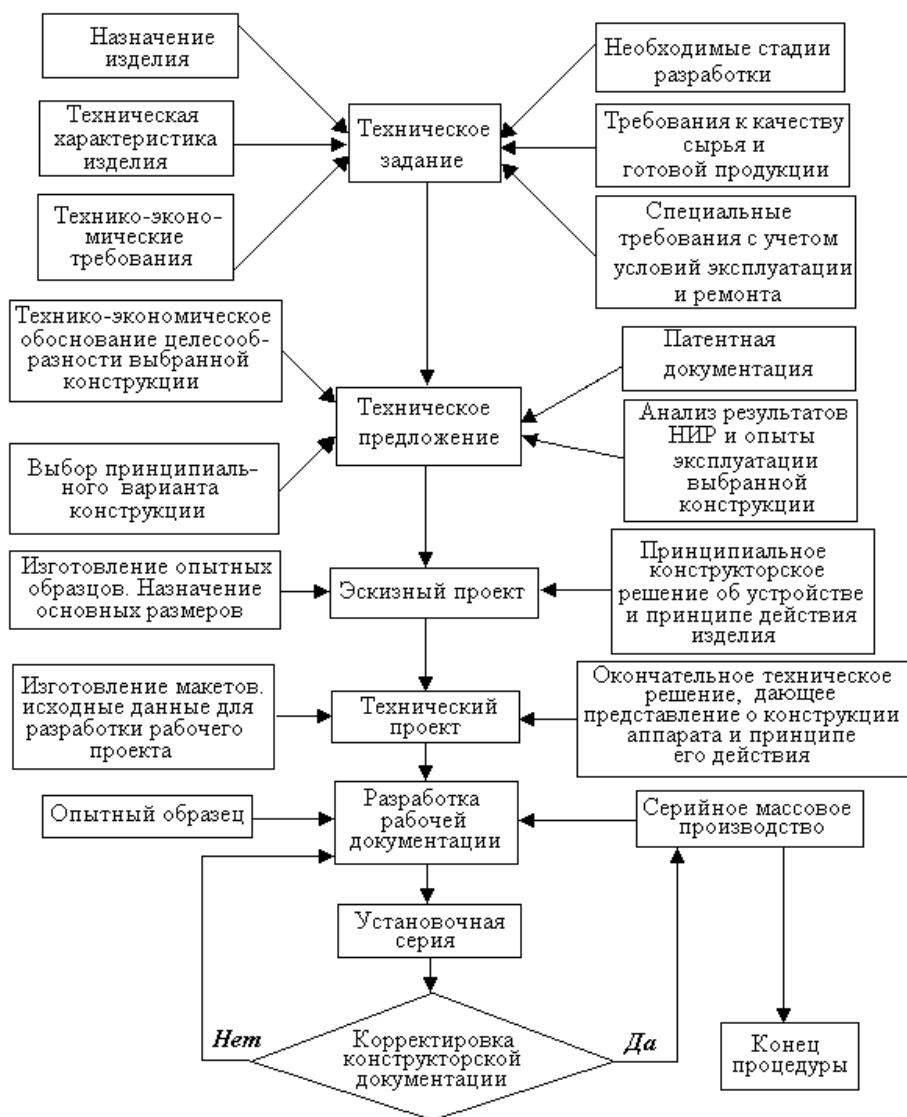 Назначение
изделия
Необходимые стадии
разработки
Техническая
характеристика
изделия
Техническое
задание
Требования к качеству
сырья и
готовой продукции
Технико-эконо-
мические
требования
Специальные
требования с учетом
условий эксплуатации
и ремонта
Технико-экономическое
обоснование целесооб-
разности выбранной
конструкции
Патентная
документация
Техническое
предложение
Анализ результатов
НИР и опыты
эксплуатации
выбранной
конструкции
Выбор принципиаль-
ного варианта
конструкции
Изготовление опытных
образцов. Назначение
основных размеров
Эскизный проект
Принципиальное
конструкторское
решение об устройстве
и принципе действия
изделия
Изготовление макетов.
исходные данные для
разработки рабочего
проекта
Технический
проект
Окончательное техническое
решение, дающее
представление о конструкции
аппарата и принципе
его действия
Опытный образец
Разработка
рабочей
документации
Серийное массовое
производство
Установочная
серия
Нет
Корректировка
конструкторской
документации
Да
Конец
процедуры